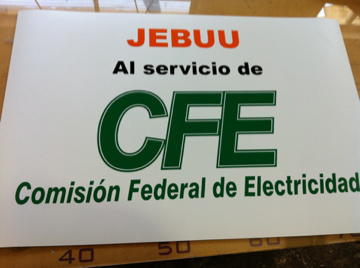 JEBUU
Al servicio de
CFE
Comisión Federal de Electricidad
40 50 60